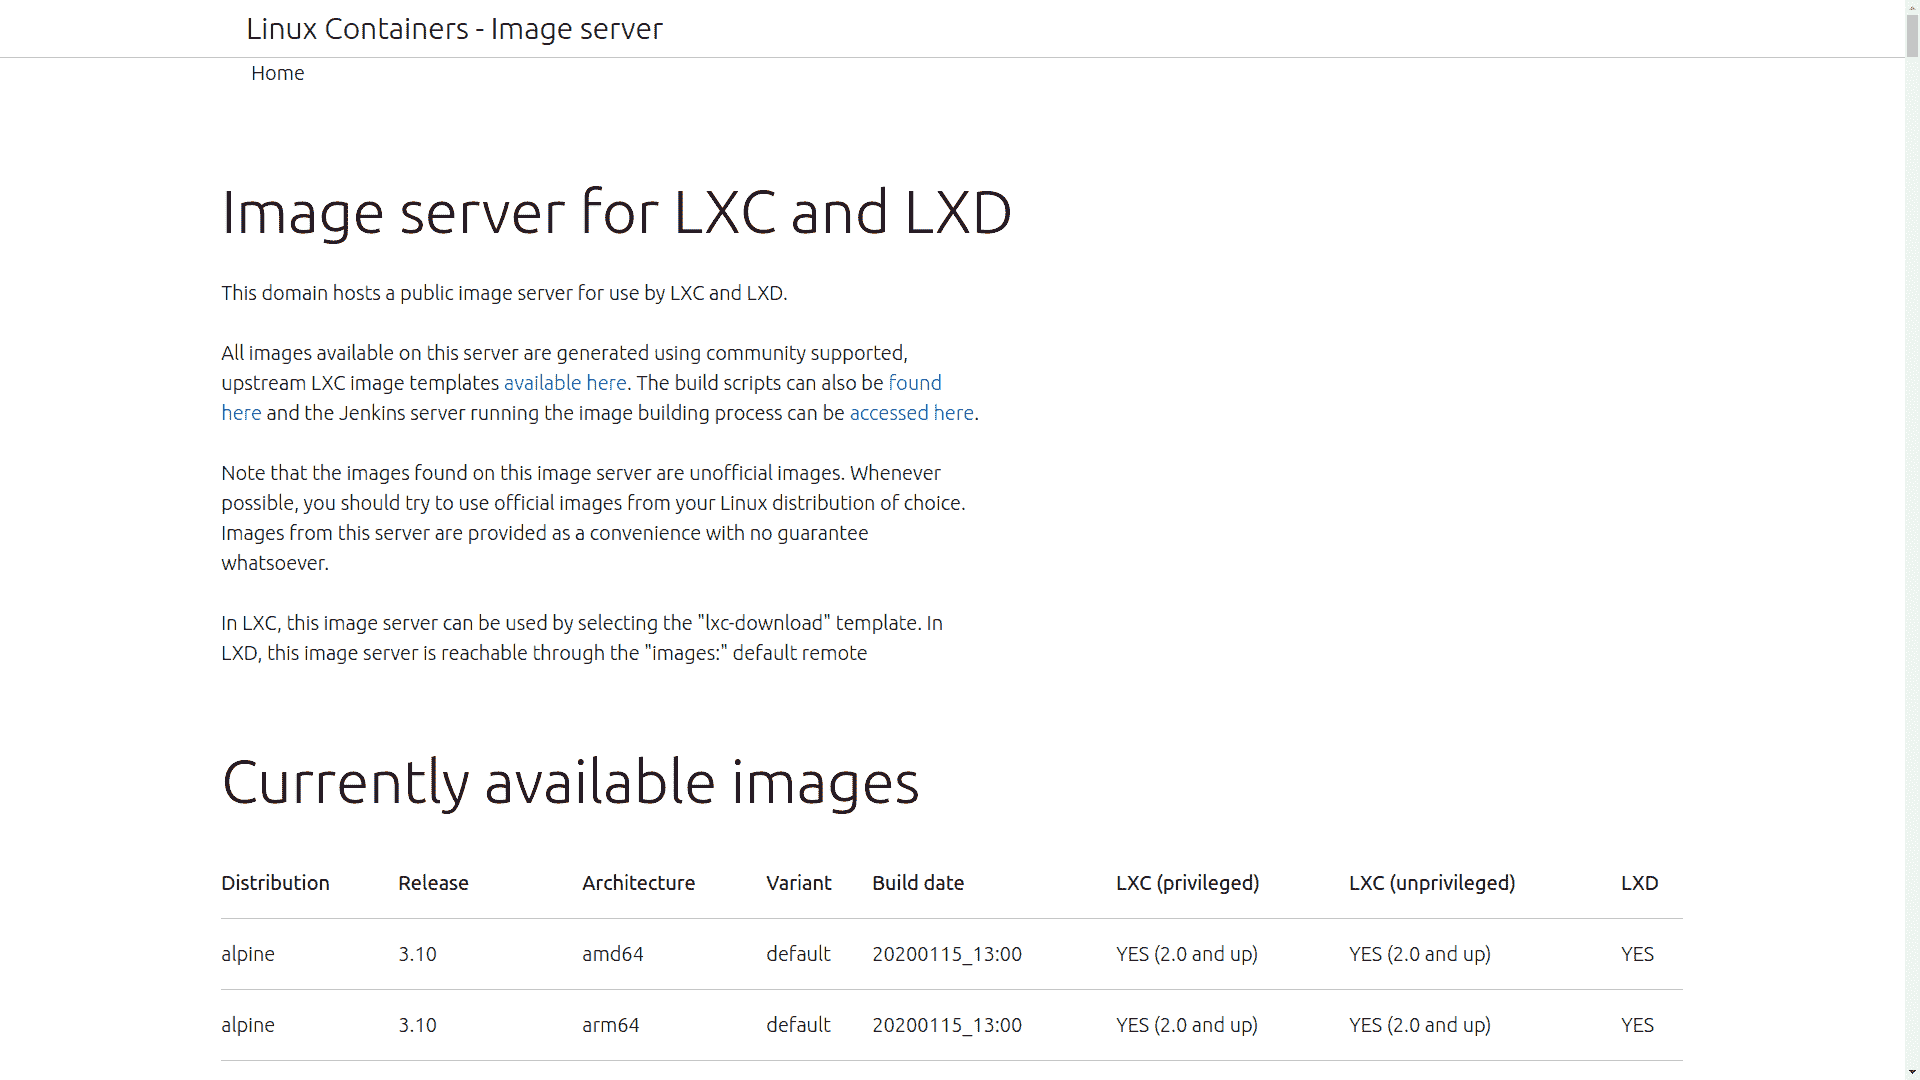 Linux Containers - Image server
Home
Image server for LXC and LXD
This domain hosts a public image server for use by LXC and LXD.
All images available on this server are generated using community supported,
upstream LXC image templates available here. The build scripts can also be found
here and the Jenkins server running the image building process can be accessed here.
Note that the images found on this image server are unofficial images. Whenever
possible, you should try to use official images from your Linux distribution of choice.
Images from this server are provided as a convenience with no guarantee
whatsoever.
In LXC, this image server can be used by selecting the "lxc-download" template. In
LXD, this image server is reachable through the "images:" default remote
Currently available images
Distribution Release Architecture Variant Build date LXC (privileged) LXC (unprivileged) LXD
alpine 3.10 amd64 default 20200115_13:00 YES (2.0 and up) YES (2.0 and up) YES
alpine 3.10 arm64 default 20200115_13:00 YES (2.0 and up) YES (2.0 and up) YES